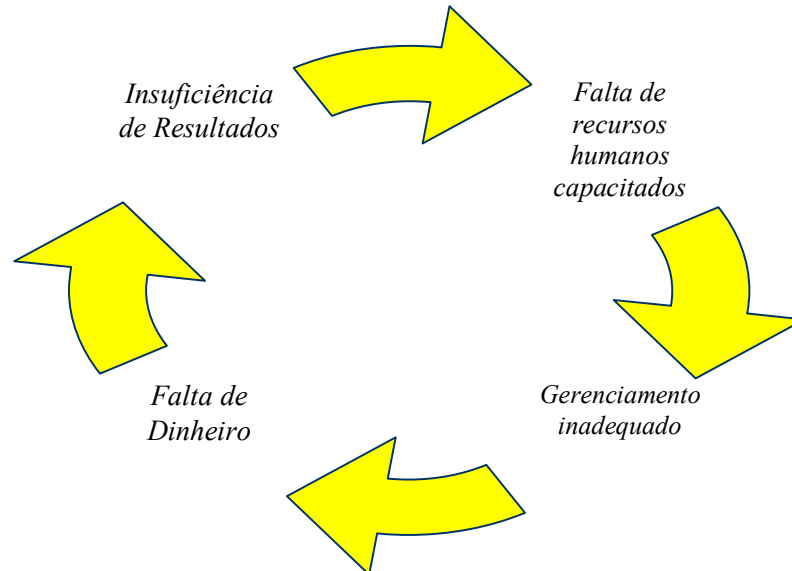 Insuficiência
de Resultados
Falta de
recursos
humanos
capacitados
Gerenciamento
inadequado
Falta de
Dinheiro